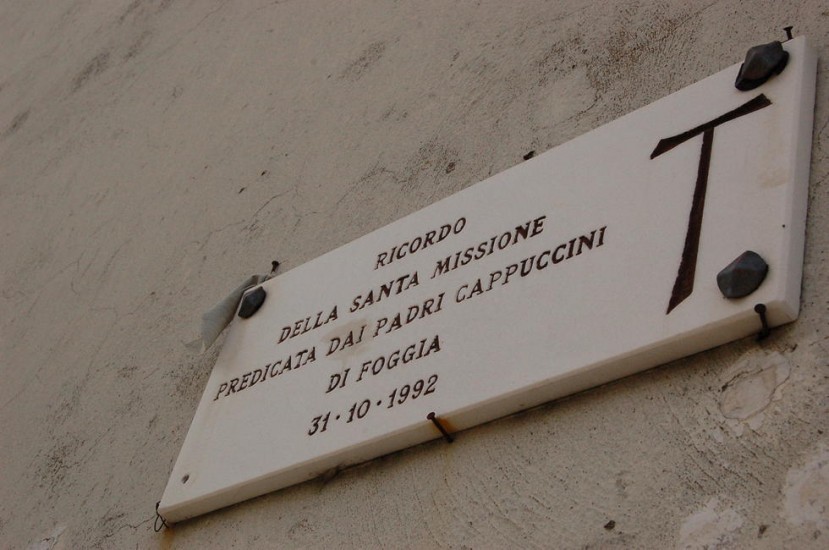 RICORDO
DELLA SANTA MISSIONE
PREDICATA DAI PADRI CAPPUCCINI
DI FOGGIA
31·10·1992